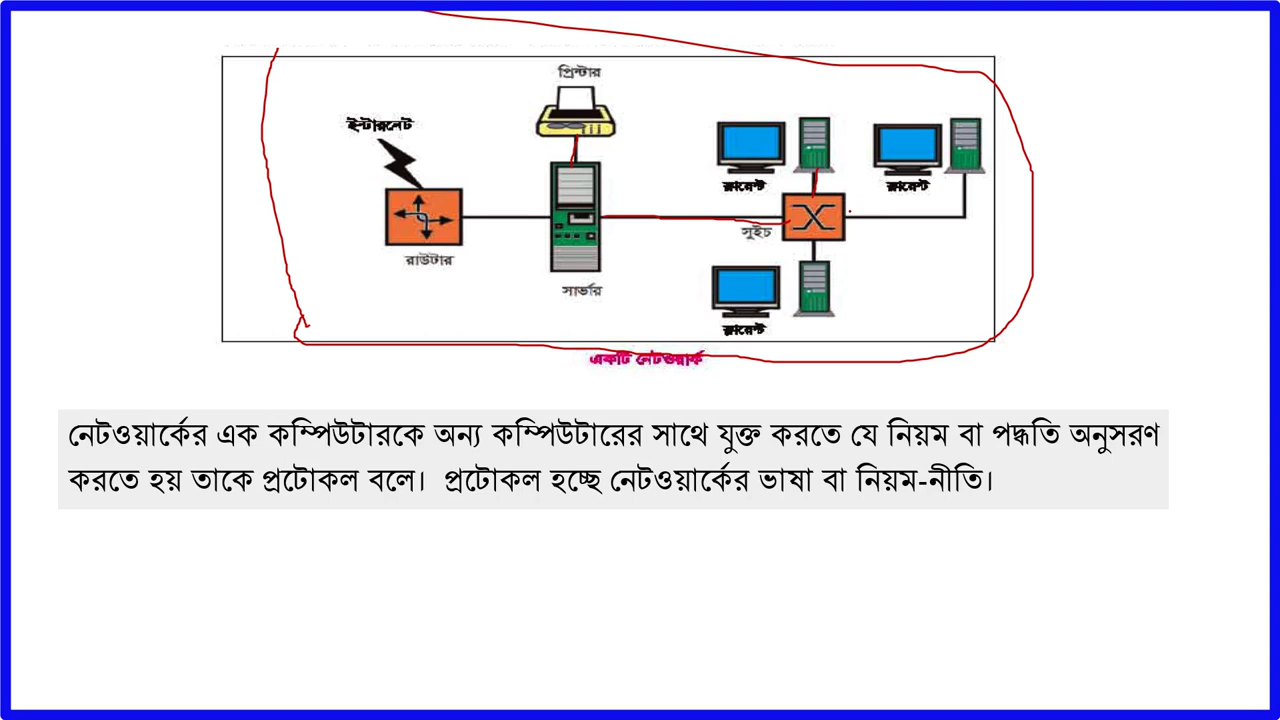 প্রিন্টার
ইন্টারনেট
ক্লায়েন্ট
ক্লায়েন্ট
সুইচ
রাউটার
সার্ভার
ক্লায়েন্ট
একটি নেটওয়ার্ক
নেটওয়ার্কের এক কম্পিউটারকে অন্য কম্পিউটারের সাথে যুক্ত করতে যে নিয়ম বা পদ্ধতি অনুসরণ
করতে হয় তাকে প্রটোকল বলে। প্রটোকল হচ্ছে নেটওয়ার্কের ভাষা বা নিয়ম-নীতি।